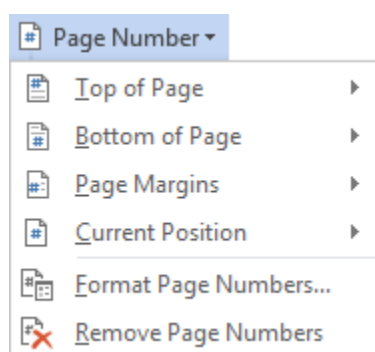 Page Number
Top of Page
Bottom of Page
Page Margins
Current Position
Format Page Numbers...
Remove Page Numbers